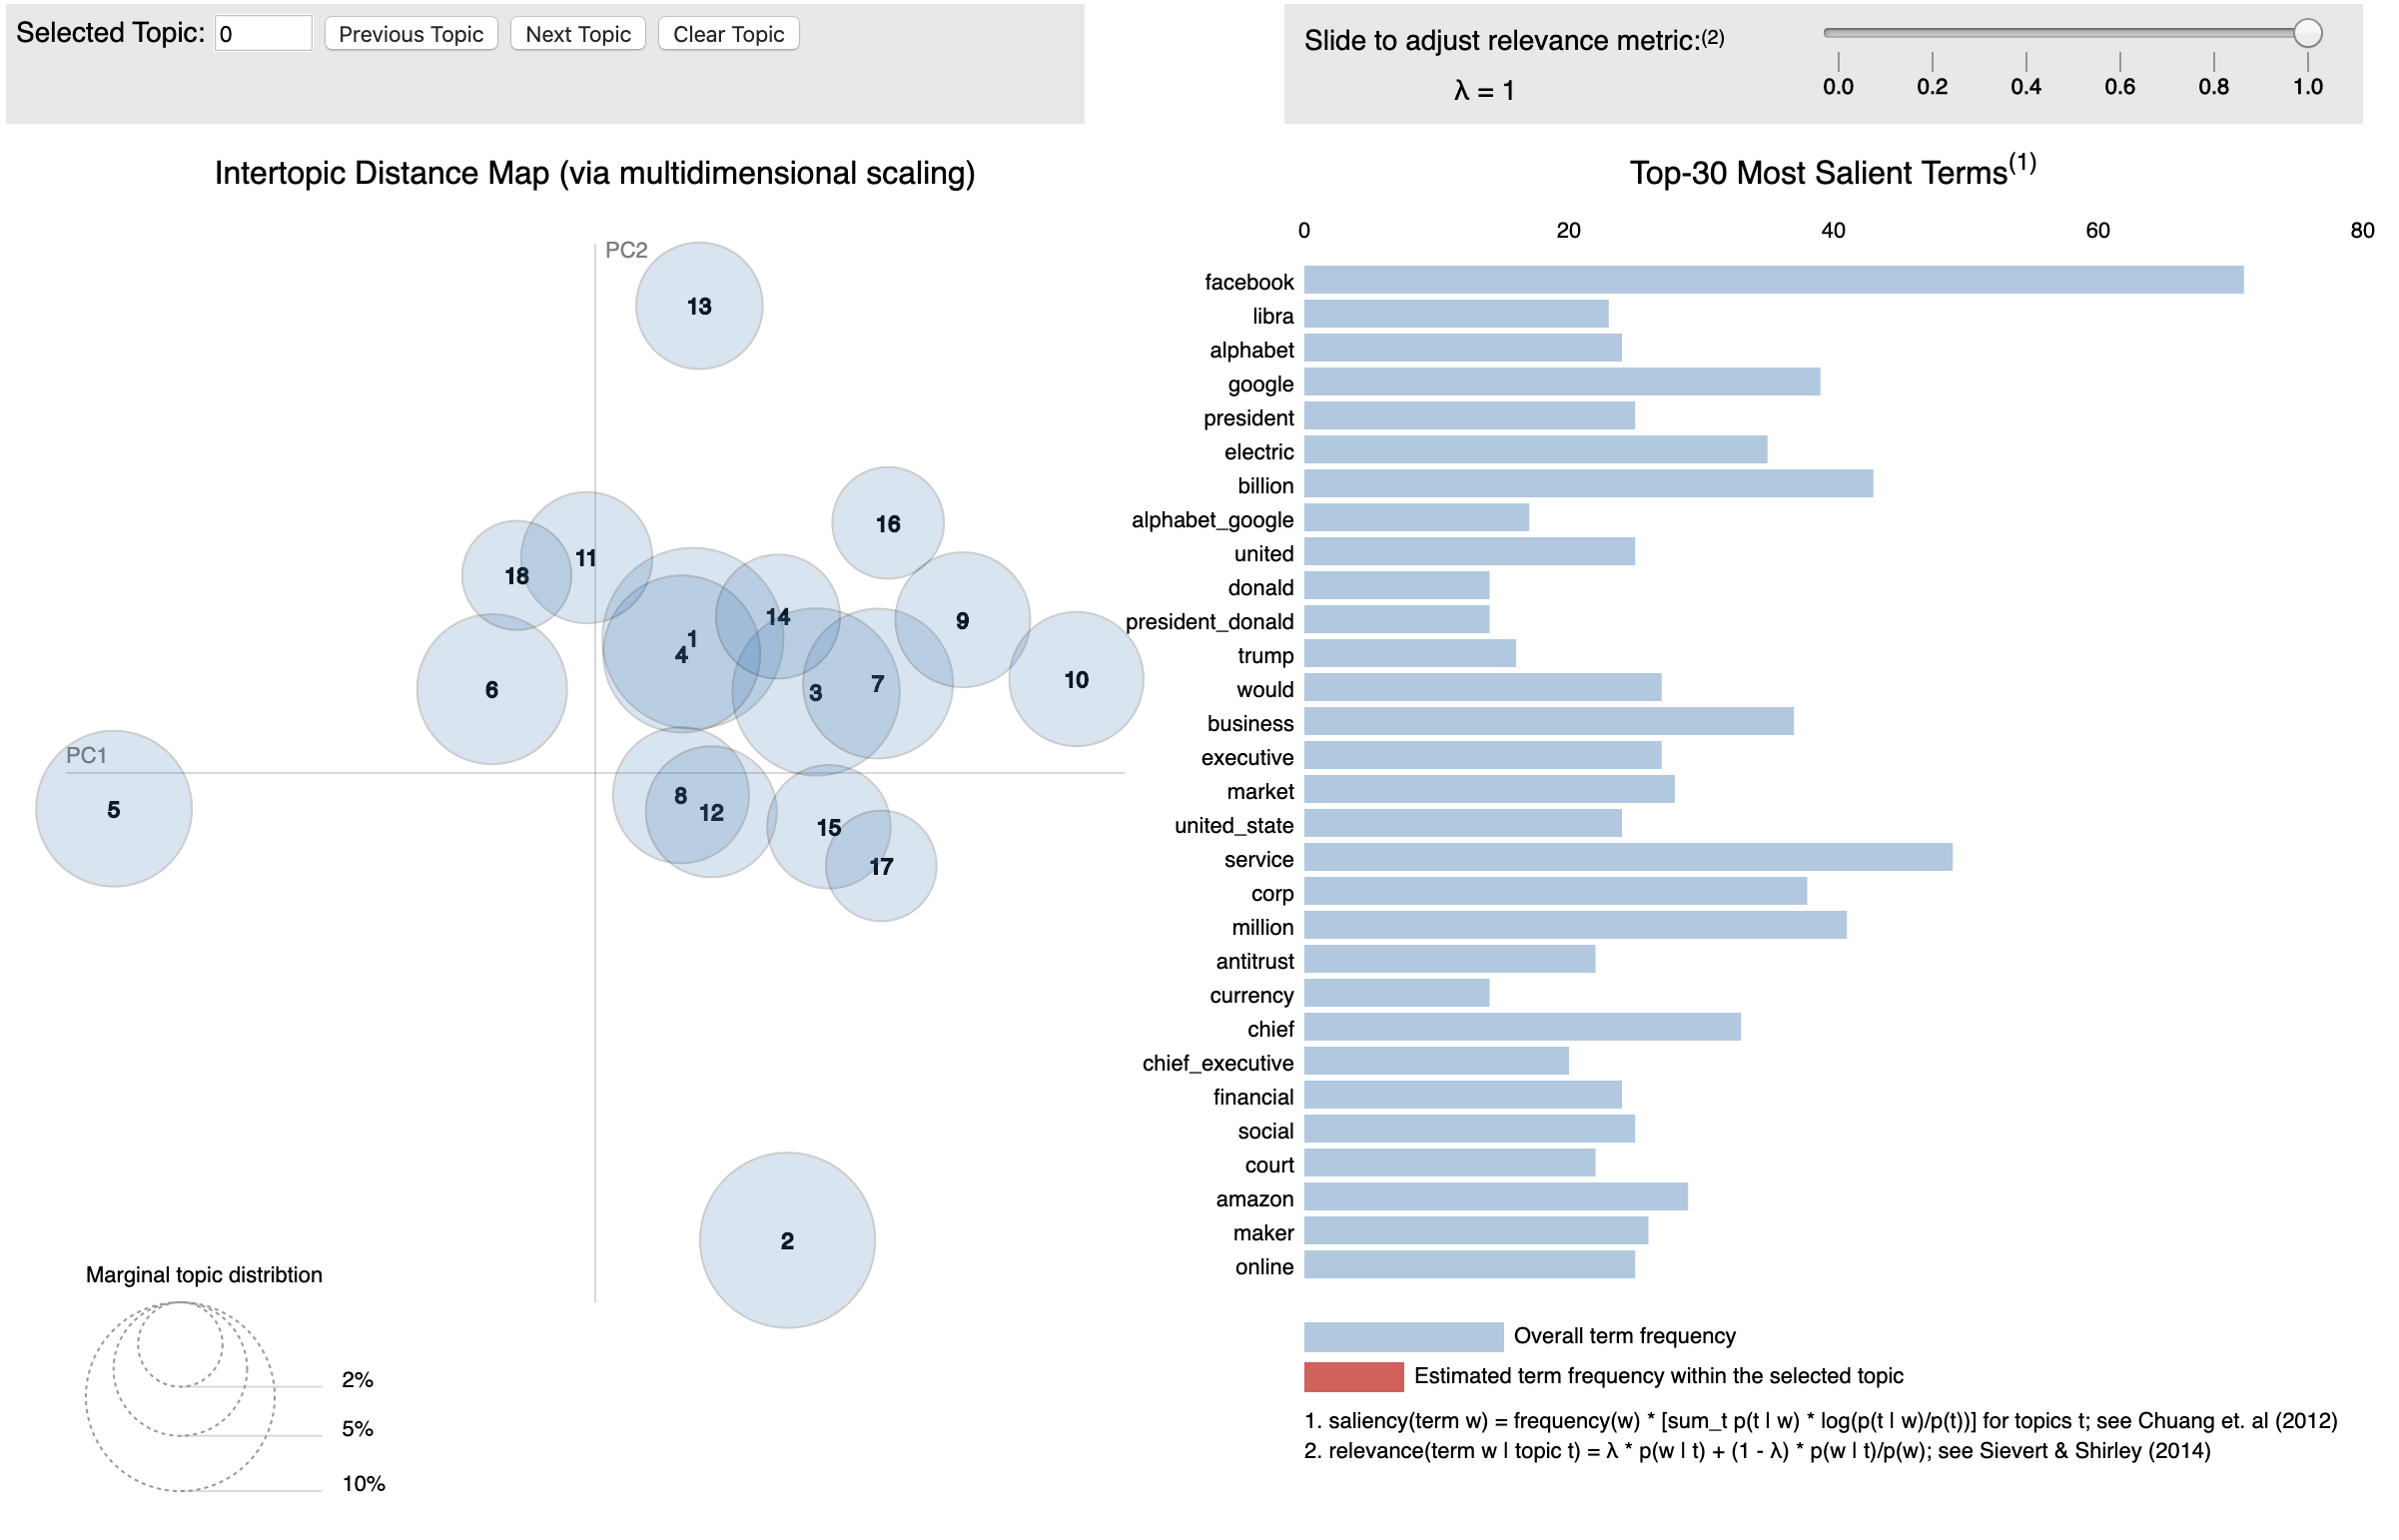 Selected Topic: 0 Previous Topic Next Topic Clear Topic
Slide to adjust relevance metric:(2)
λ = 1
0.0 0.2 0.4 0.6 0.8 1.0
Intertopic Distance Map (via multidimensional scaling)
PC2
PC1
13
16
11
18
14
9
1
4
10
6
3
7
5
8
12
15
17
2
Marginal topic distribtion
2%
5%
10%
Top-30 Most Salient Terms(1)
0 20 40 60 80
facebook
libra
alphabet
google
president
electric
billion
alphabet_google
united
donald
president_donald
trump
would
business
executive
market
united_state
service
corp
million
antitrust
currency
chief
chief_executive
financial
social
court
amazon
maker
online
Overall term frequency
Estimated term frequency within the selected topic
1. saliency(term w) = frequency(w) * [sum_t p(t | w) * log(p(t | w)/p(t))] for topics t; see Chuang et. al (2012)
2. relevance(term w | topic t) = λ * p(w | t) + (1 - λ) * p(w | t)/p(w); see Sievert & Shirley (2014)